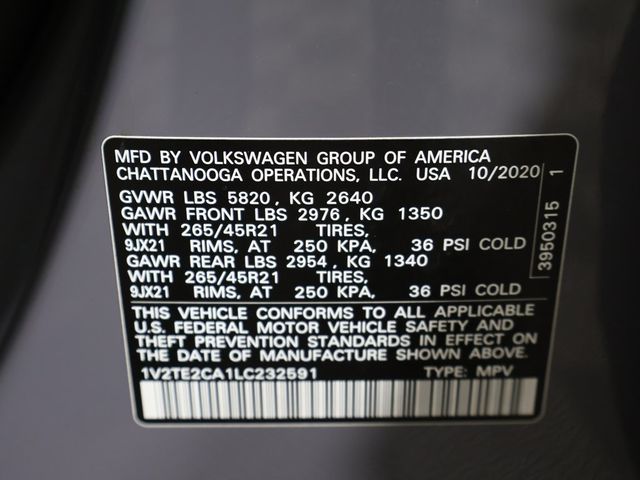 MFD BY VOLKSWAGEN GROUP OF AMERICA
CHATTANOOGA OPERATIONS, LLC. USA 10/2020
GVWR LBS 5820, KG 2640
GAWR FRONT LBS 2976, KG 1350
WITH 265/45R21 TIRES,
9JX21 RIMS, AT 250 KPA, 36 PSI COLD
GAWR REAR LBS 2954, KG 1340
WITH 265/45R21 TIRES,
9JX21 RIMS, AT 250 KPA, 36 PSI COLD
THIS VEHICLE CONFORMS TO ALL APPLICABLE
U.S. FEDERAL MOTOR VEHICLE SAFETY AND
THEFT PREVENTION STANDARDS IN EFFECT ON
THE DATE OF MANUFACTURE SHOWN ABOVE.
1V2TE2CA1LC232591 TYPE: MPV
3950315 1